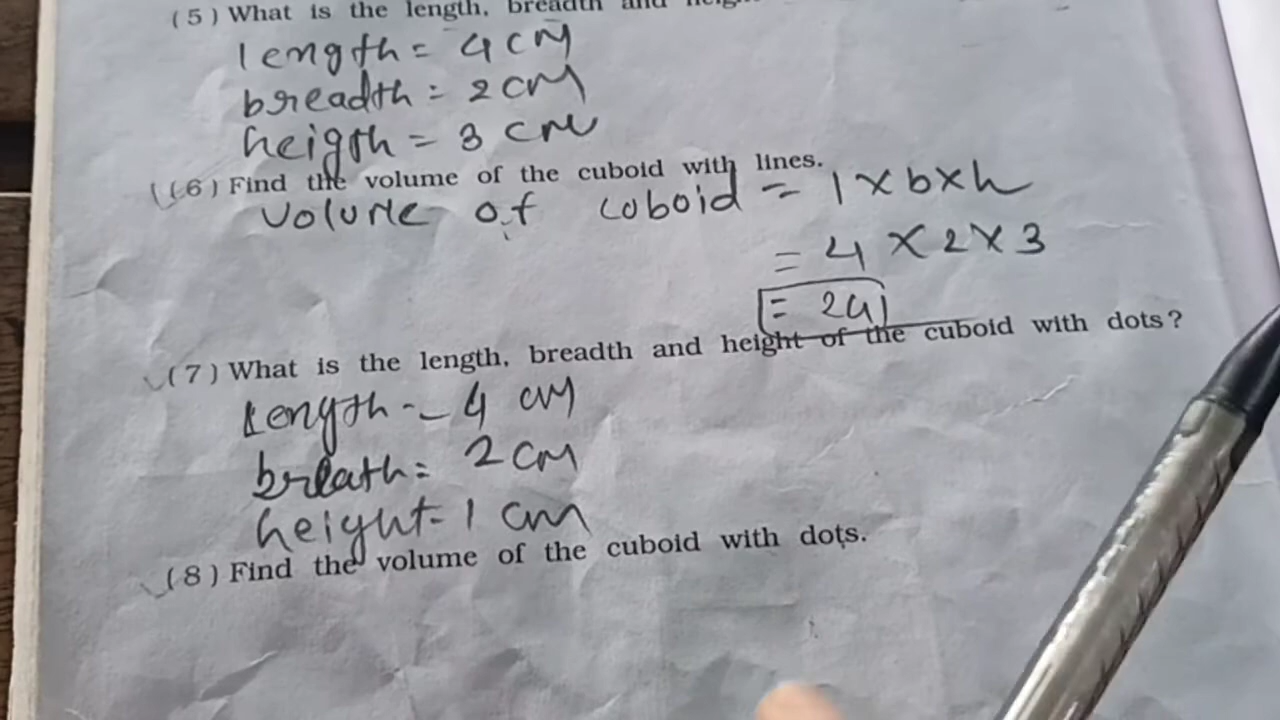 (5) What is the length, breadth and
length = 4 cm
breadth = 2 cm
heigth = 3 cm
(6) Find the volume of the cuboid with lines.
Volume of coboid = l×b×h
= 4 × 2 × 3
= 24
(7) What is the length, breadth and height of the cuboid with dots?
Length = 4 cm
breath = 2 cm
height = 1 cm
(8) Find the volume of the cuboid with dots.